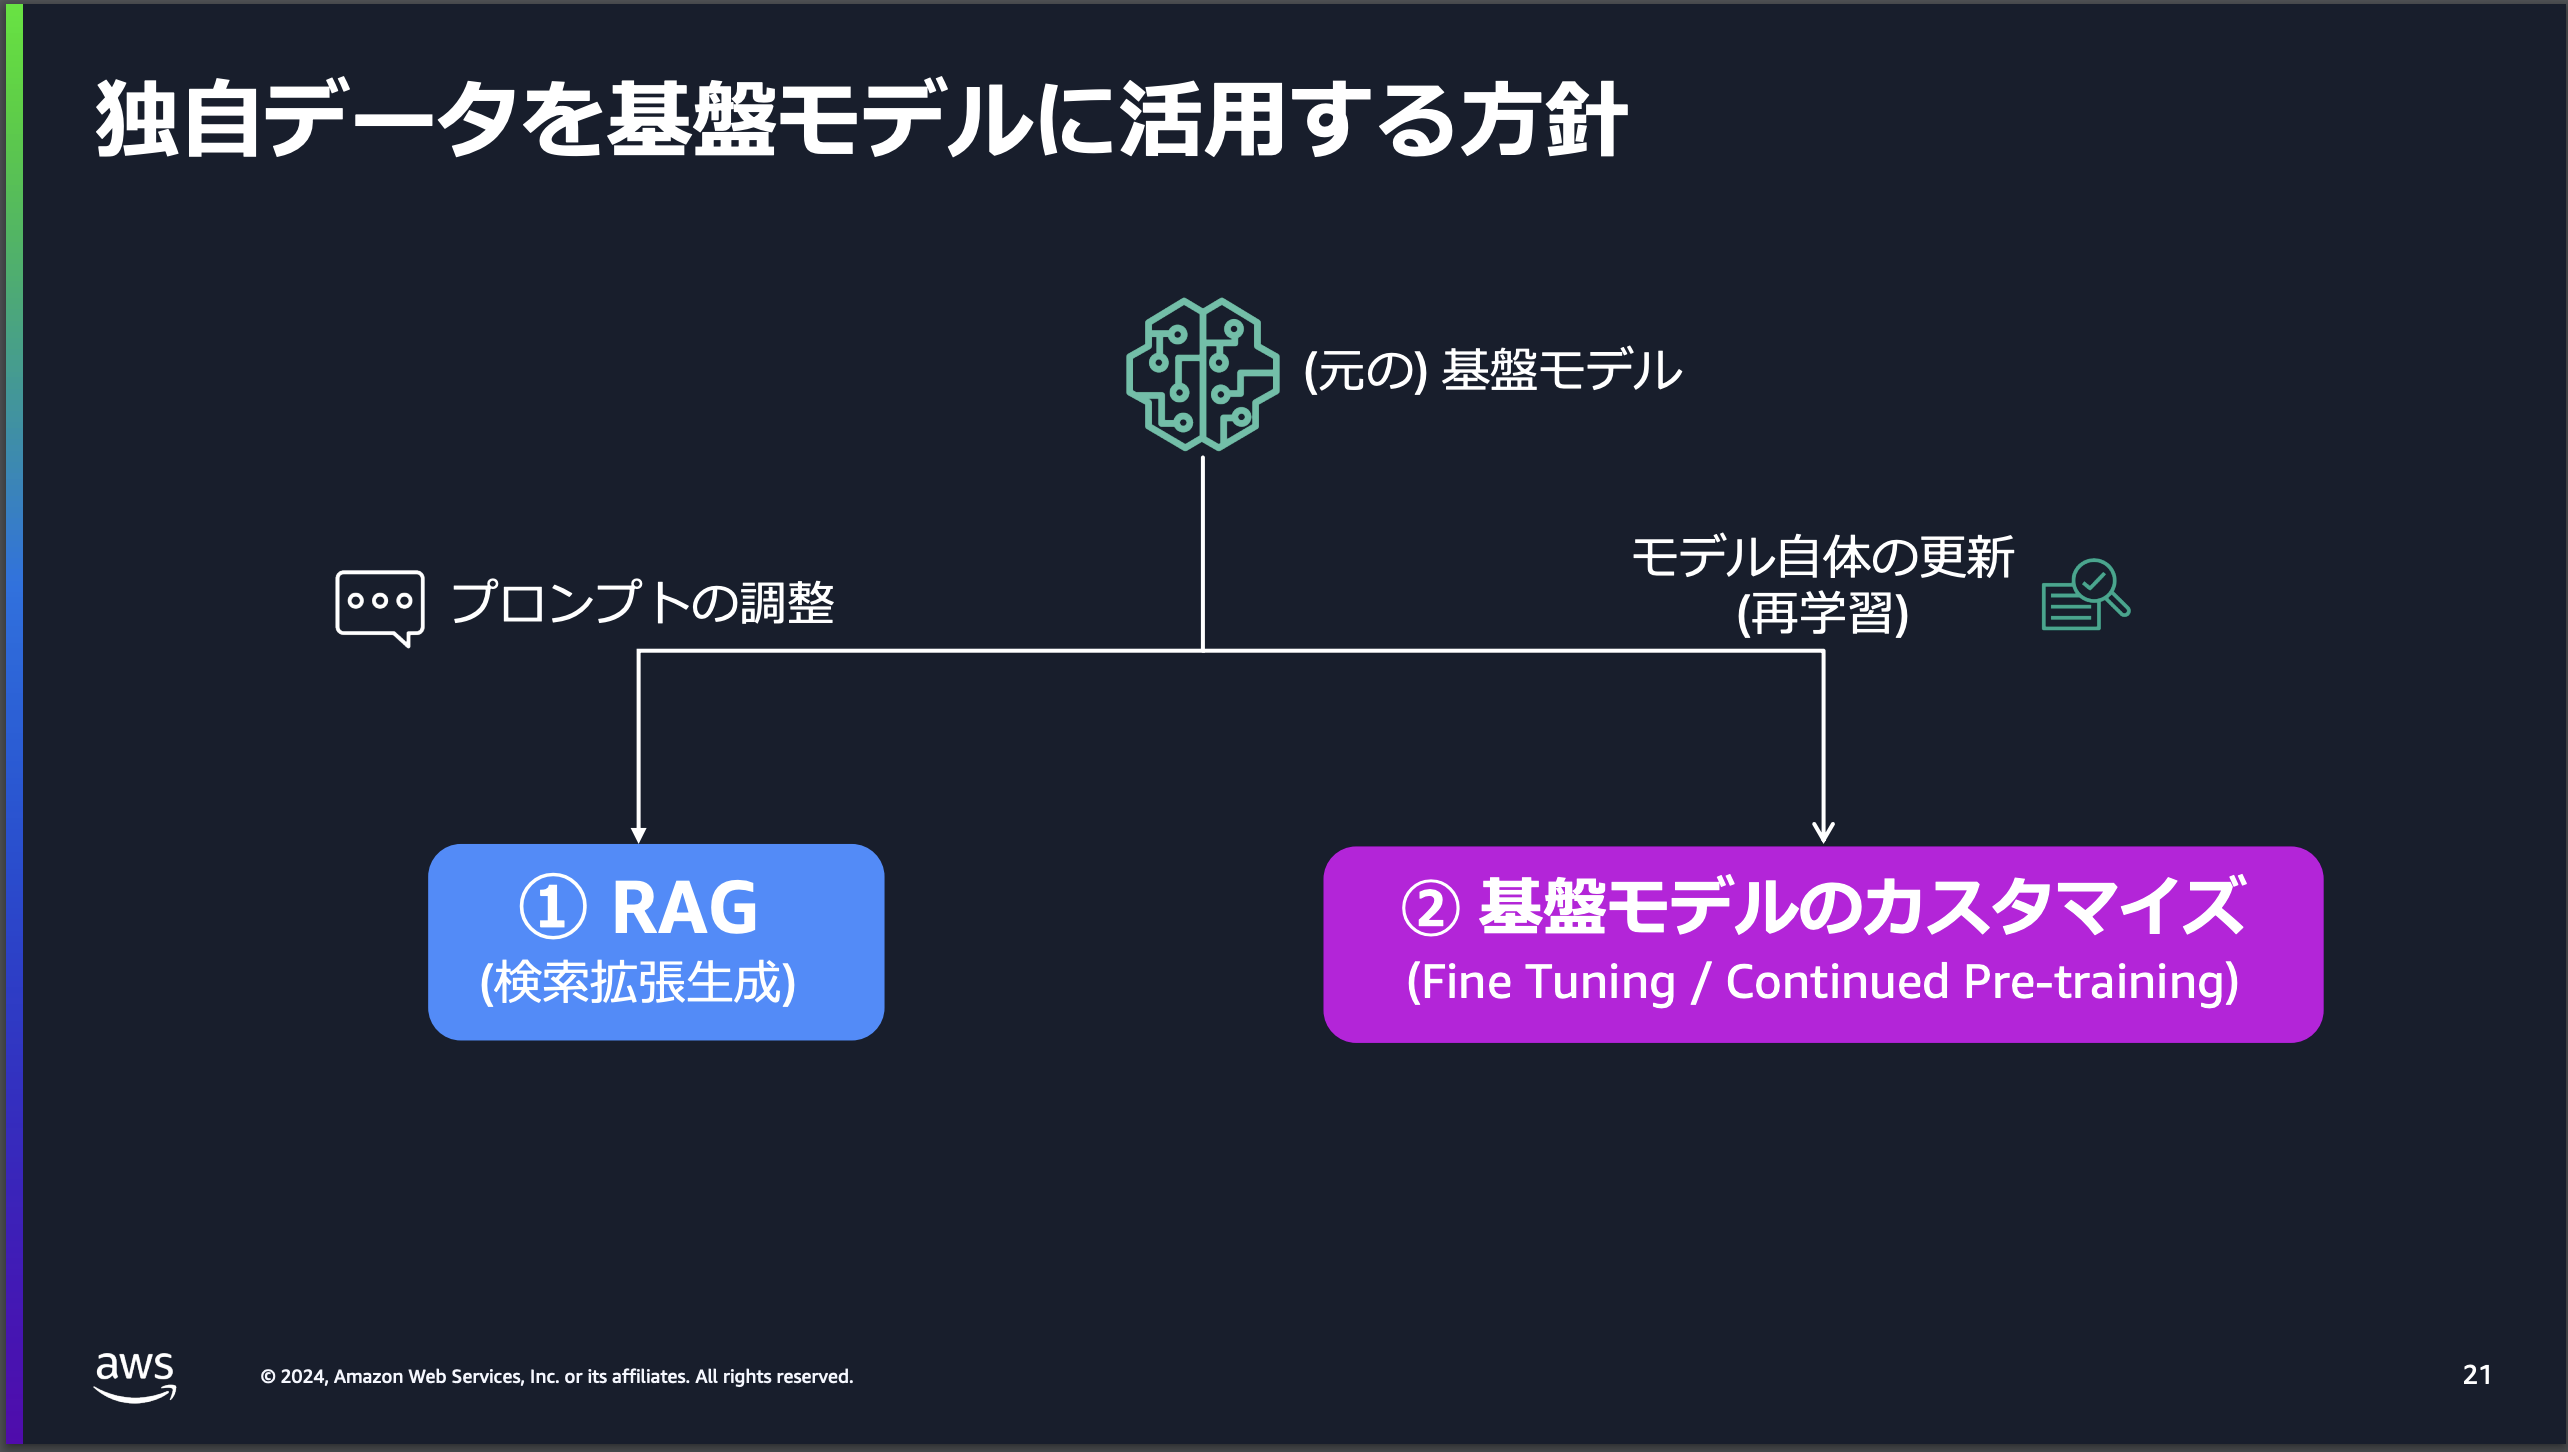 独自データを基盤モデルに活用する方針
(元の) 基盤モデル
プロンプトの調整
モデル自体の更新
(再学習)
① RAG
(検索拡張生成)
② 基盤モデルのカスタマイズ
(Fine Tuning / Continued Pre-training)
aws
© 2024, Amazon Web Services, Inc. or its affiliates. All rights reserved.
21